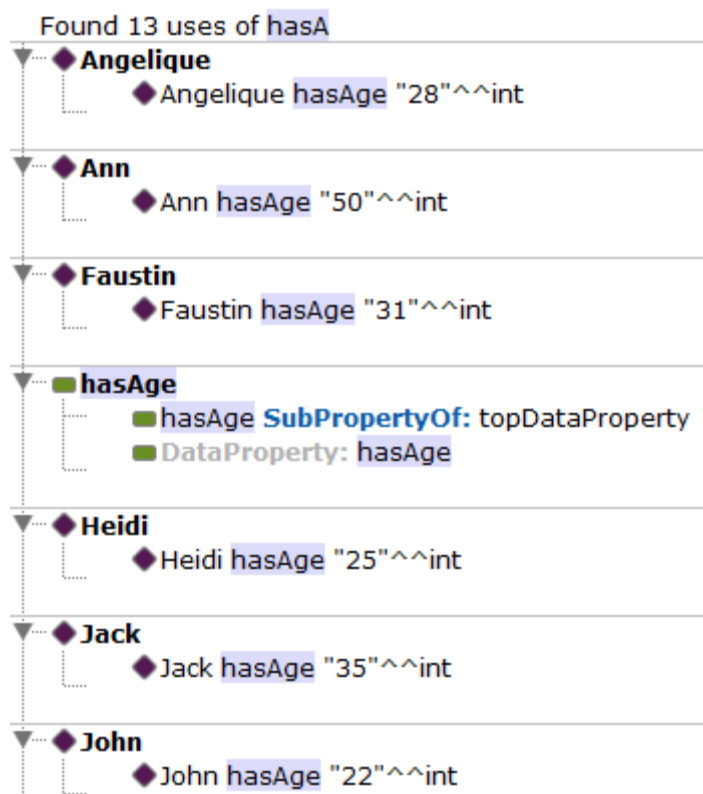 Found 13 uses of hasA
Angelique
Angelique hasAge "28"^^int
Ann
Ann hasAge "50"^^int
Faustin
Faustin hasAge "31"^^int
hasAge
hasAge SubPropertyOf: topDataProperty
DataProperty: hasAge
Heidi
Heidi hasAge "25"^^int
Jack
Jack hasAge "35"^^int
John
John hasAge "22"^^int